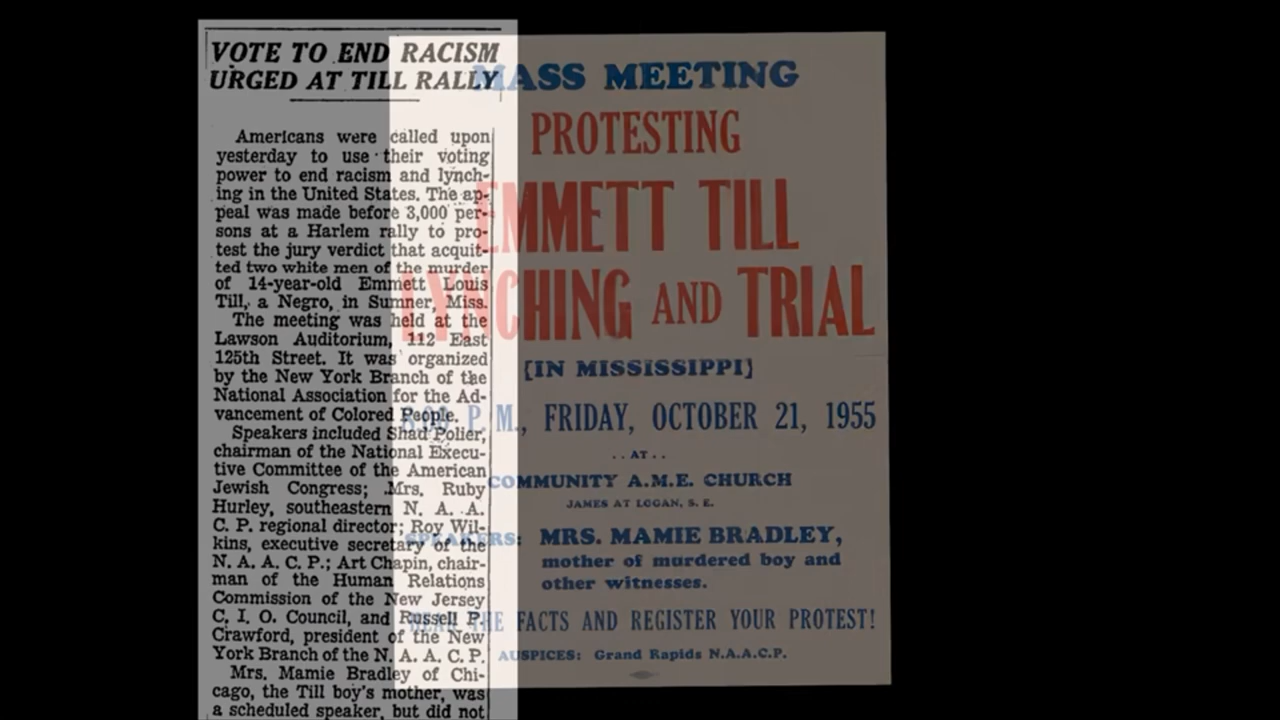 VOTE TO END RACISM
URGED AT TILL RALLY
Americans were called upon
yesterday to use their voting
power to end racism and lynch-
ing in the United States. The ap-
peal was made before 3,000 per-
sons at a Harlem rally to pro-
test the jury verdict that acquit-
ted two white men of the murder
of 14-year-old Emmett Louis
Till, a Negro, in Sumner, Miss.
The meeting was held at the
Lawson Auditorium, 112 East
125th Street. It was organized
by the New York Branch of the
National Association for the Ad-
vancement of Colored People.
Speakers included Shad Polier,
chairman of the National Execu-
tive Committee of the American
Jewish Congress; Mrs. Ruby
Hurley, southeastern N. A. A.
C. P. regional director; Roy Wil-
kins, executive secretary of the
N. A. A. C. P.; Art Chapin, chair-
man of the Human Relations
Commission of the New Jersey
C. I. O. Council, and Russell P.
Crawford, president of the New
York Branch of the N. A. A. C. P.
Mrs. Mamie Bradley of Chi-
cago, the Till boy's mother, was
a scheduled speaker, but did not
MASS MEETING
PROTESTING
EMMETT TILL
LYNCHING AND TRIAL
[IN MISSISSIPPI]
P. M., FRIDAY, OCTOBER 21, 1955
..AT..
COMMUNITY A.M.E. CHURCH
JAMES AT LOGAN, S. E.
SPEAKERS: MRS. MAMIE BRADLEY,
mother of murdered boy and
other witnesses.
HEAR THE FACTS AND REGISTER YOUR PROTEST!
AUSPICES: Grand Rapids N.A.A.C.P.